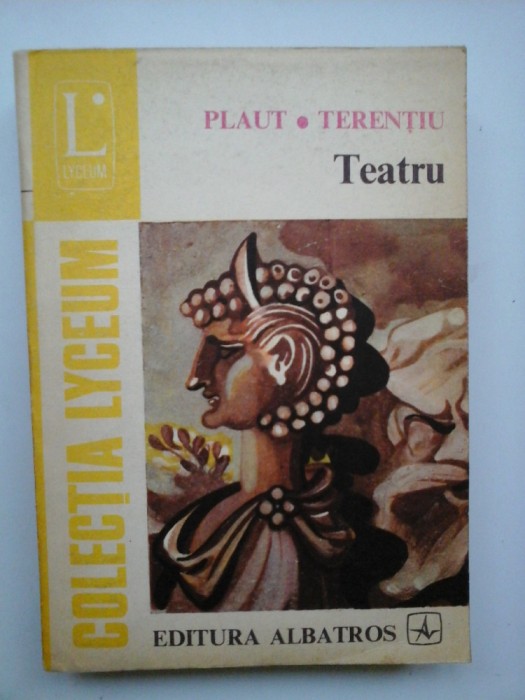 L
LYCEUM
PLAUT • TERENȚIU
Teatru
COLECȚIA LYCEUM
EDITURA ALBATROS